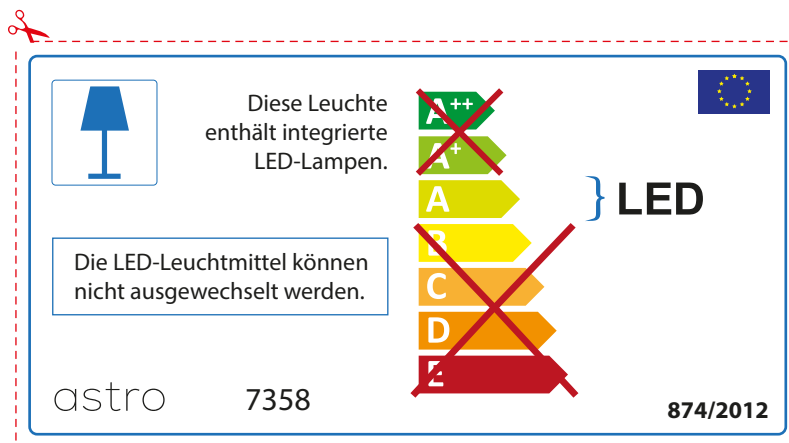 Diese Leuchte
enthält integrierte
LED-Lampen.
Die LED-Leuchtmittel können
nicht ausgewechselt werden.
A++
A+
A
B
C
D
E
LED
astro
7358
874/2012